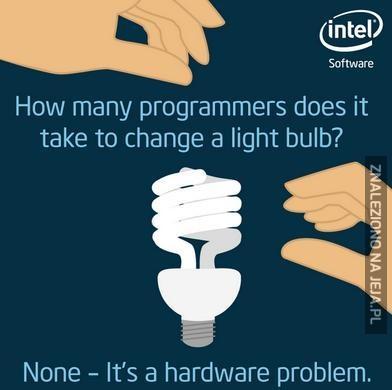 intel
Software
How many programmers does it
take to change a light bulb?
ZNALEZIONO NA JEJA.PL
None – It's a hardware problem.